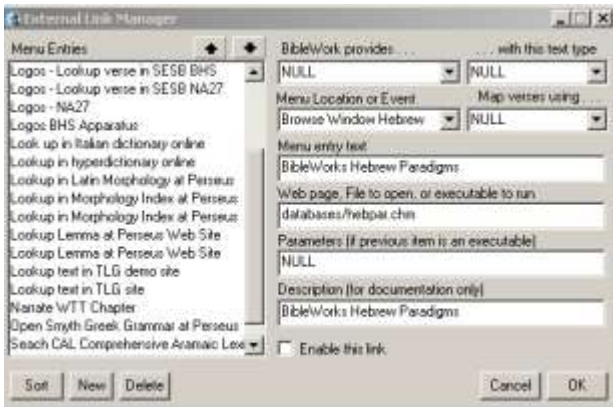 External Link Manager
Menu Entries
Logos - Lookup verse in SESB BHS
Logos - Lookup verse in SESB NA27
Logos - NA27
Logos BHS Apparatus
Look up in Italian dictionary online
Lookup in hyperdictionary online
Lookup in Latin Morphology at Perseus
Lookup in Morphology Index at Perseus
Lookup in Morphology Index at Perseus
Lookup Lemma at Perseus Web Site
Lookup Lemma at Perseus Web Site
Lookup text in TLG demo site
Lookup text in TLG site
Narrate WTT Chapter
Open Smyth Greek Grammar at Perseus
Seach CAL Comprehensive Aramaic Lex
Sort New Delete
BibleWork provides . . . . . . with this text type
NULL NULL
Menu Location or Event Map verses using . . .
Browse Window Hebrew NULL
Menu entry text
BibleWorks Hebrew Paradigms
Web page, File to open, or executable to run
databases/hebpar.chm
Parameters (if previous item is an executable)
NULL
Description (for documentation only)
BibleWorks Hebrew Paradigms
Enable this link
Cancel OK